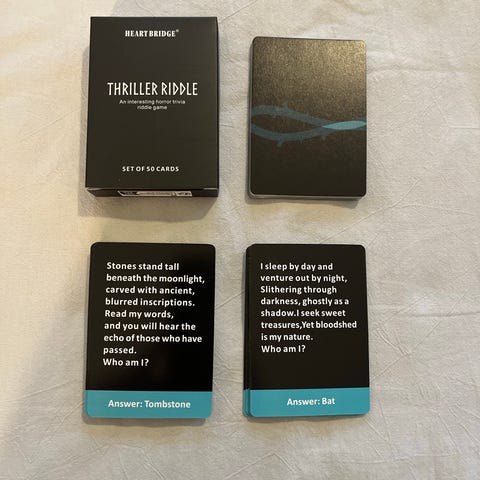 HEARTBRIDGE®
THRILLER RIDDLE
An interesting horror trivia
riddle game
SET OF 50 CARDS
Stones stand tall
beneath the moonlight,
carved with ancient,
blurred inscriptions.
Read my words,
and you will hear the
echo of those who have
passed.
Who am I?
Answer: Tombstone
I sleep by day and
venture out by night,
Slithering through
darkness, ghostly as a
shadow.I seek sweet
treasures,Yet bloodshed
is my nature.
Who am I?
Answer: Bat